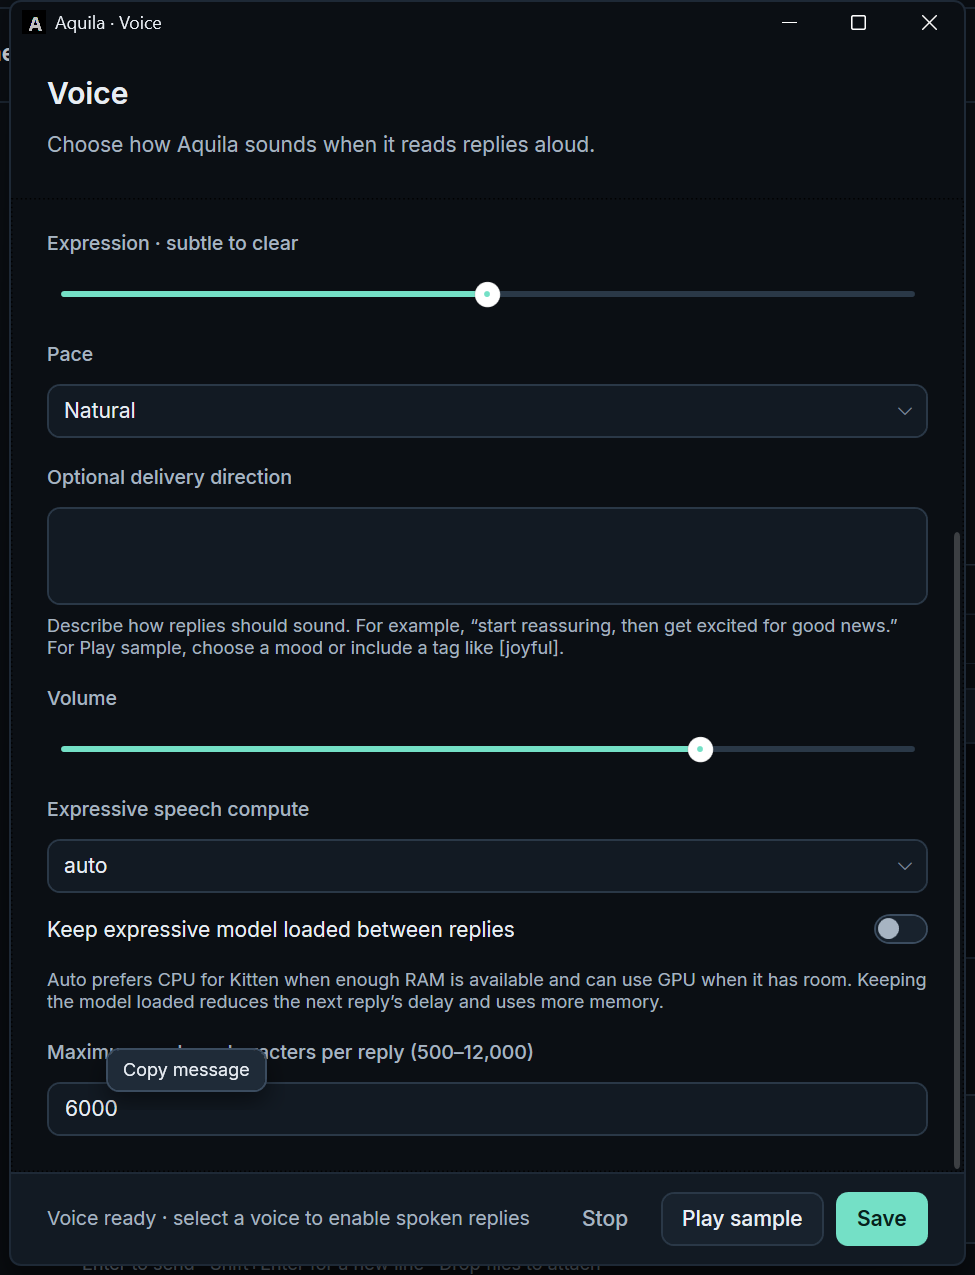 A Aquila · Voice
Voice
Choose how Aquila sounds when it reads replies aloud.
Expression · subtle to clear
Pace
Natural
Optional delivery direction
Describe how replies should sound. For example, “start reassuring, then get excited for good news.”
For Play sample, choose a mood or include a tag like [joyful].
Volume
Expressive speech compute
auto
Keep expressive model loaded between replies
Auto prefers CPU for Kitten when enough RAM is available and can use GPU when it has room. Keeping
the model loaded reduces the next reply’s delay and uses more memory.
per reply (500–12,000)
Copy message
6000
Voice ready · select a voice to enable spoken replies
Stop
Play sample
Save